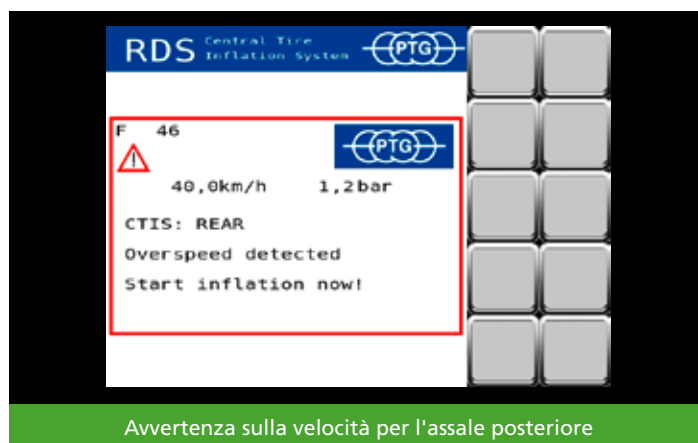 RDS Central Tire Inflation System PTG
F 46
PTG
40,0km/h 1,2bar
CTIS: REAR
Overspeed detected
Start inflation now!
Avvertenza sulla velocità per l'assale posteriore